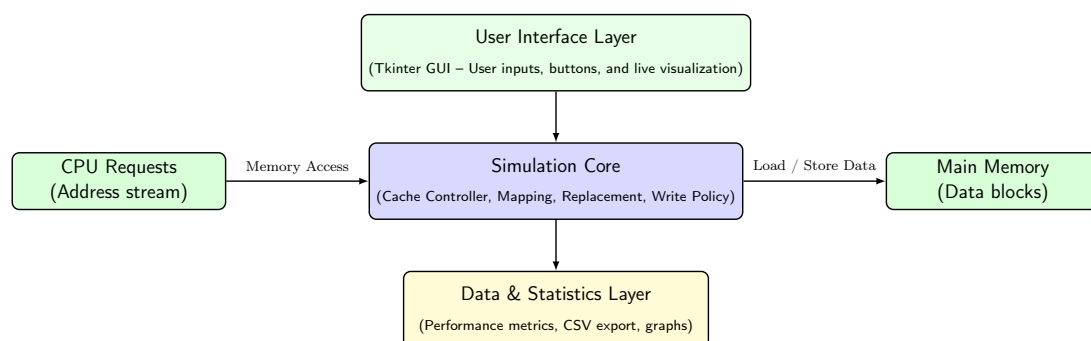 User Interface Layer
(Tkinter GUI – User inputs, buttons, and live visualization)
CPU Requests
(Address stream)
Memory Access
Simulation Core
(Cache Controller, Mapping, Replacement, Write Policy)
Load / Store Data
Main Memory
(Data blocks)
Data & Statistics Layer
(Performance metrics, CSV export, graphs)